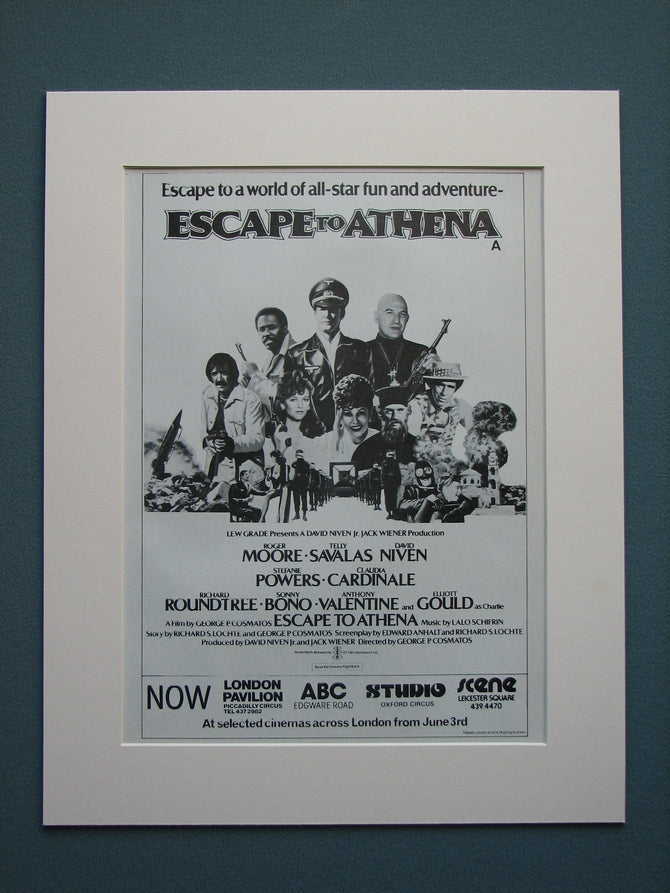 Escape to a world of all-star fun and adventure-
ESCAPE TO ATHENA
A
LEW GRADE Presents A DAVID NIVEN Jr. JACK WIENER Production
ROGER MOORE · TELLY SAVALAS DAVID NIVEN
STEFANIE POWERS · CLAUDIA CARDINALE
RICHARD ROUNDTREE · SONNY BONO · ANTHONY VALENTINE and ELLIOTT GOULD as Charlie
A Film by GEORGE P COSMATOS ESCAPE TO ATHENA Music by LALO SCHIFRIN
Story by RICHARD S. LOCHTE and GEORGE P COSMATOS Screenplay by EDWARD ANHALT and RICHARD S. LOCHTE
Produced by DAVID NIVEN Jr. and JACK WIENER Directed by GEORGE P. COSMATOS
Read the Fontana Paperback
NOW
LONDON PAVILION
PICCADILLY CIRCUS
TEL 437 2982
ABC
EDGWARE ROAD
STUDIO
OXFORD CIRCUS
SCENE
LEICESTER SQUARE
439.4470
At selected cinemas across London from June 3rd